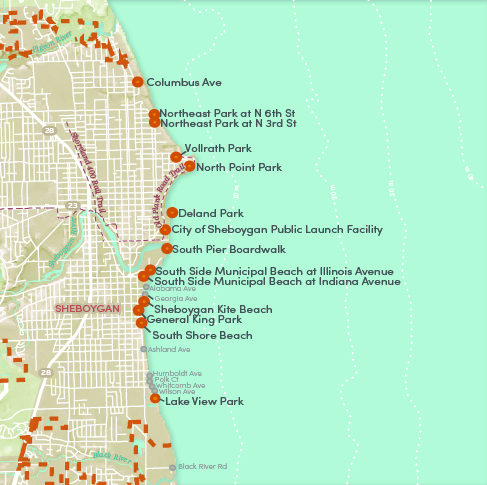 Pigeon River
Columbus Ave
Northeast Park at N 6th St
Northeast Park at N 3rd St
28
Shoreland 400 Rail Trail
Vollrath Park
North Point Park
Plank Road Trail
23
Deland Park
City of Sheboygan Public Launch Facility
Sheboygan River
South Pier Boardwalk
South Side Municipal Beach at Illinois Avenue
South Side Municipal Beach at Indiana Avenue
Alabama Ave
Georgia Ave
SHEBOYGAN
Sheboygan Kite Beach
General King Park
South Shore Beach
Ashland Ave
28
Humboldt Ave
Polk Ct
Whitcomb Ave
Wilson Ave
Lake View Park
Black River
Black River Rd